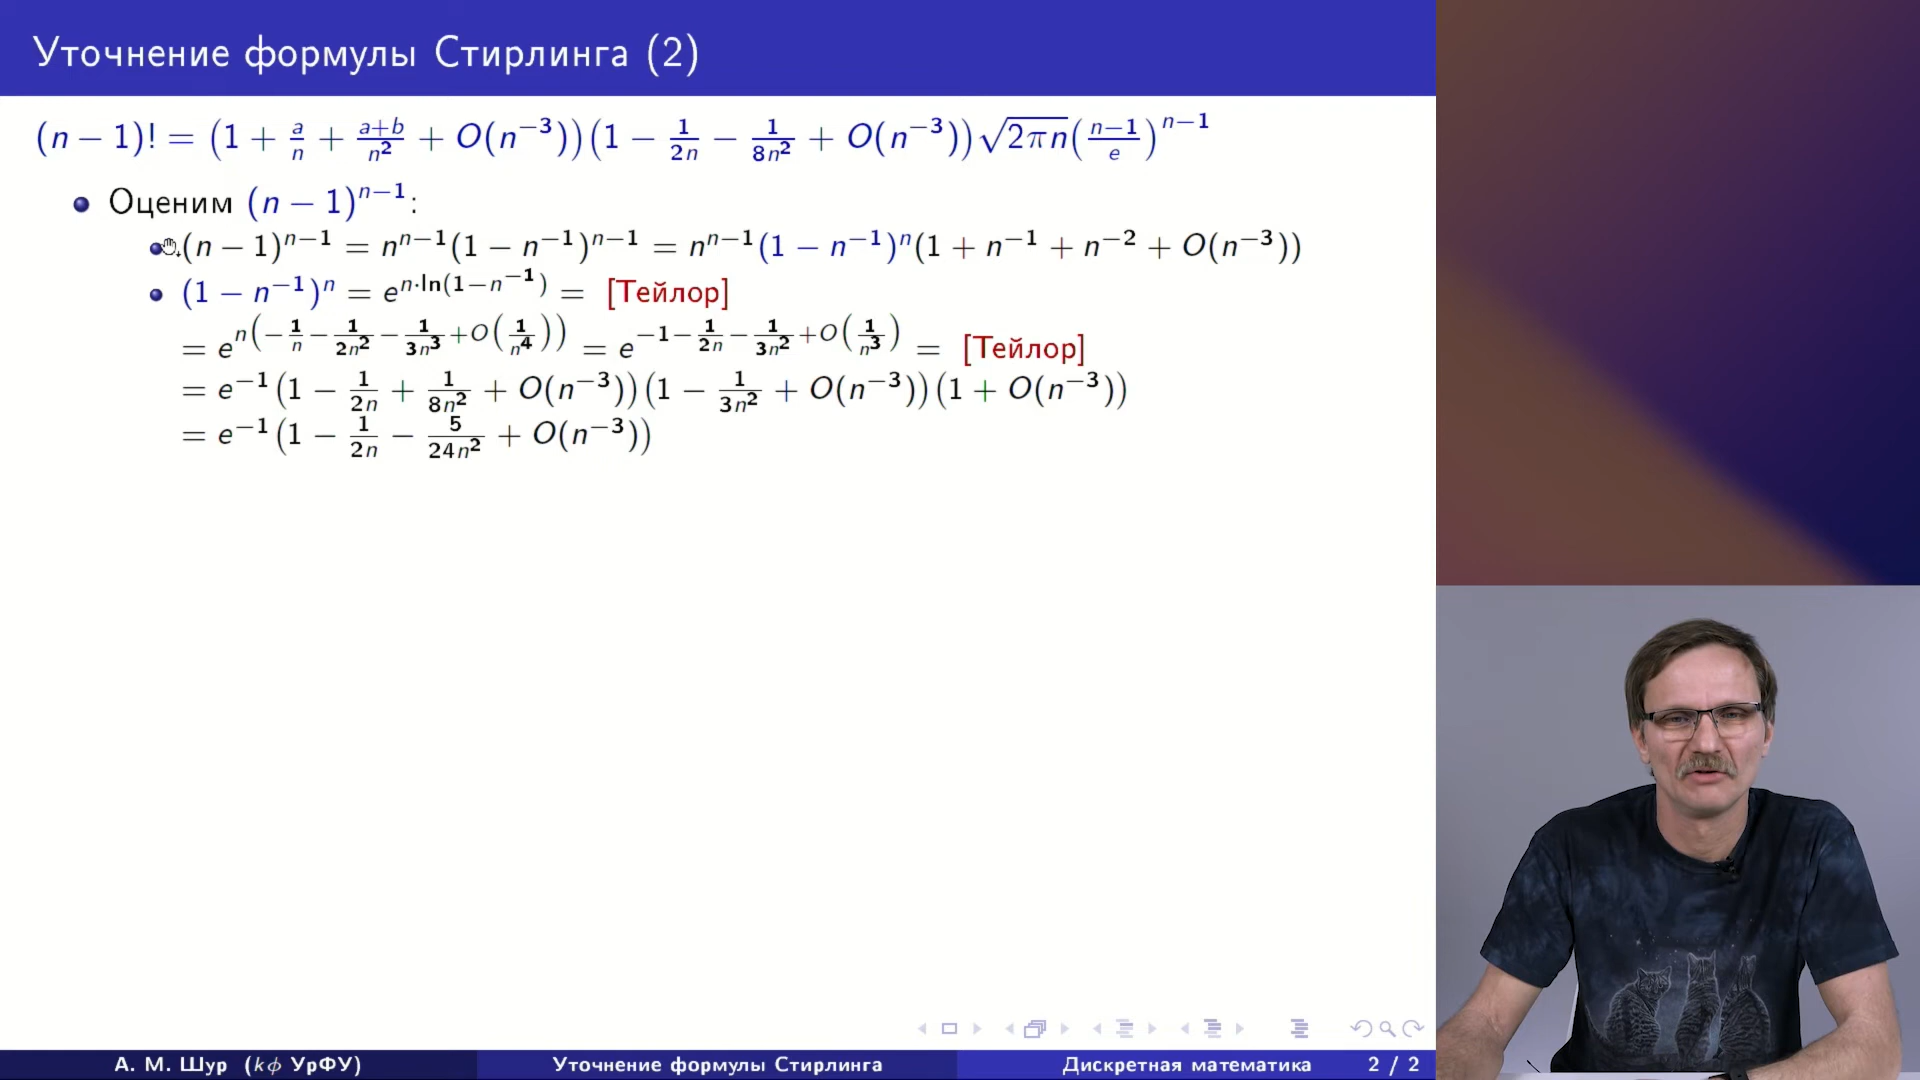 Уточнение формулы Стирлинга (2)
(n − 1)! = (1 + a/n + (a+b)/n² + O(n⁻³))(1 − 1/2n − 1/8n² + O(n⁻³))√2πn((n−1)/e)ⁿ⁻¹
Оценим (n − 1)ⁿ⁻¹:
(n − 1)ⁿ⁻¹ = nⁿ⁻¹(1 − n⁻¹)ⁿ⁻¹ = nⁿ⁻¹(1 − n⁻¹)ⁿ(1 + n⁻¹ + n⁻² + O(n⁻³))
(1 − n⁻¹)ⁿ = e^{n·ln(1−n⁻¹)} = [Тейлор]
= e^{n(−1/n − 1/2n² − 1/3n³ + O(1/n⁴))} = e^{−1 − 1/2n − 1/3n² + O(1/n³)} = [Тейлор]
= e⁻¹(1 − 1/2n + 1/8n² + O(n⁻³))(1 − 1/3n² + O(n⁻³))(1 + O(n⁻³))
= e⁻¹(1 − 1/2n − 5/24n² + O(n⁻³))
А. М. Шур (kф УрФУ) Уточнение формулы Стирлинга Дискретная математика 2 / 2